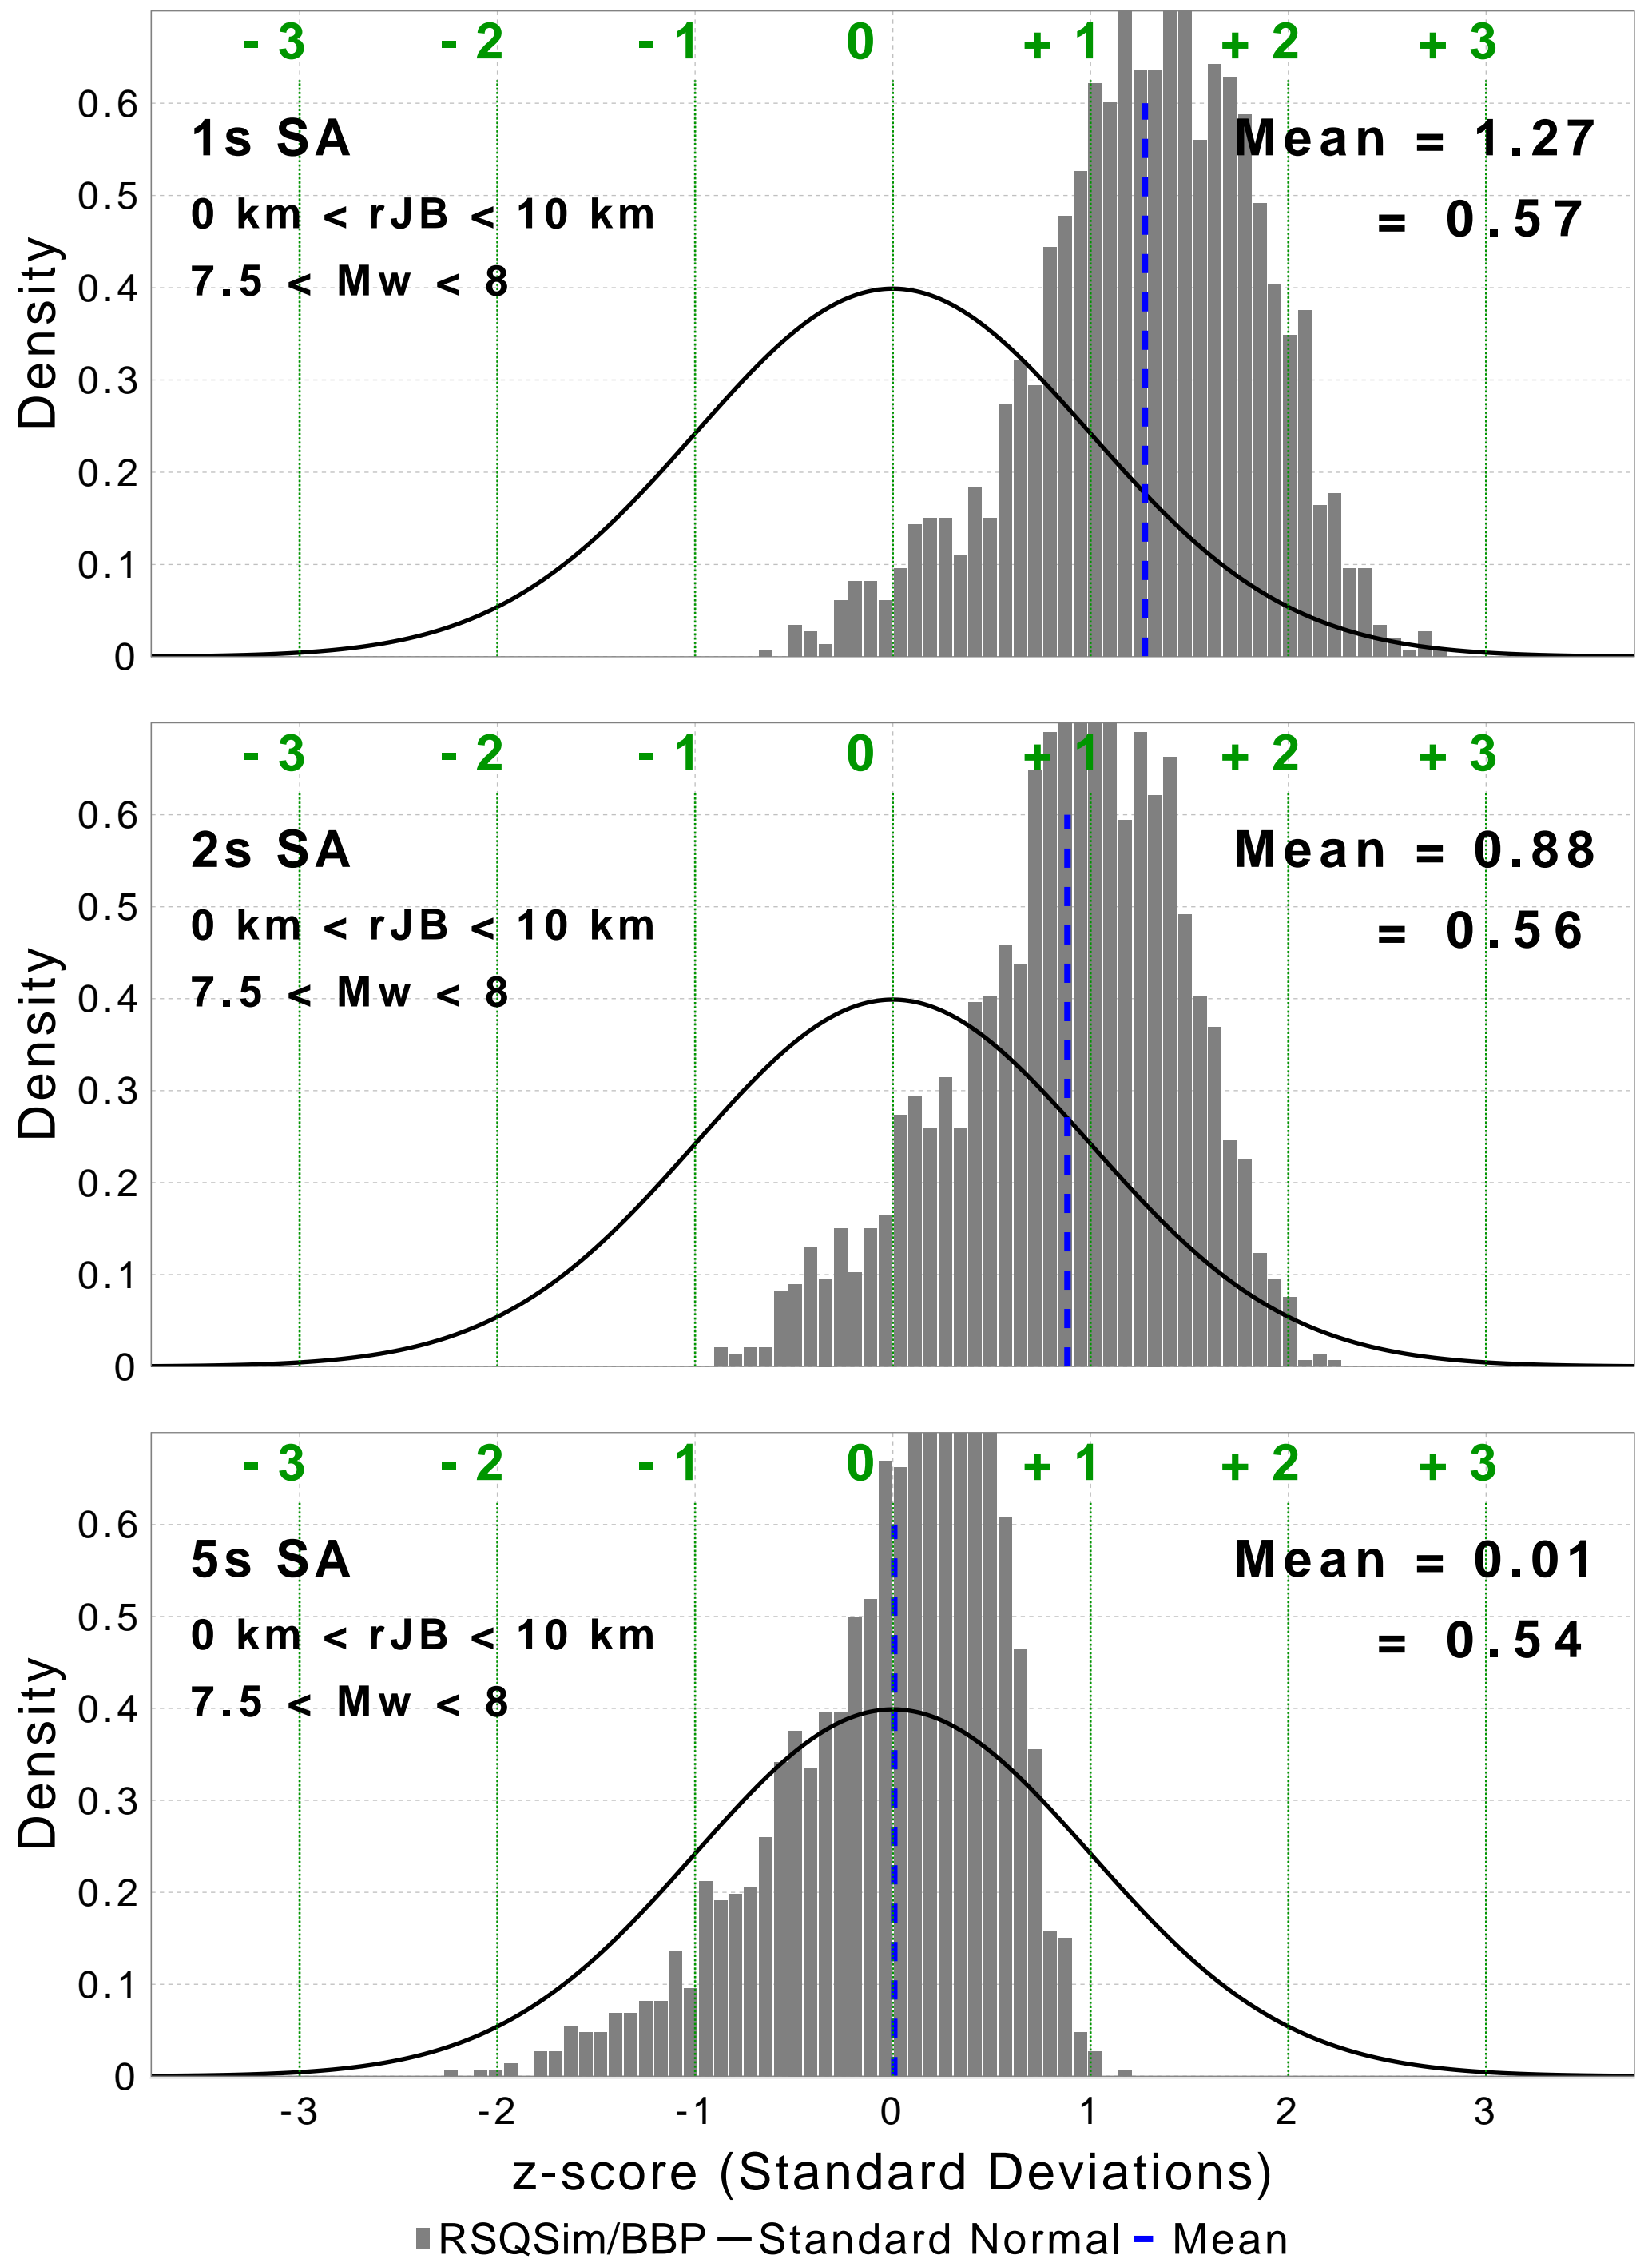 - 3 - 2 - 1 0 + 1 + 2 + 3
0.6
1s SA
Mean = 1.27
0.5
0 km < rJB < 10 km
= 0.57
7.5 < Mw < 8
0.4
Density
0.3
0.2
0.1
0
- 3 - 2 - 1 0 + 1 + 2 + 3
0.6
2s SA
Mean = 0.88
0.5
0 km < rJB < 10 km
= 0.56
7.5 < Mw < 8
0.4
Density
0.3
0.2
0.1
0
- 3 - 2 - 1 0 + 1 + 2 + 3
0.6
5s SA
Mean = 0.01
0.5
0 km < rJB < 10 km
= 0.54
7.5 < Mw < 8
0.4
Density
0.3
0.2
0.1
0
-3 -2 -1 0 1 2 3
z-score (Standard Deviations)
RSQSim/BBP Standard Normal Mean